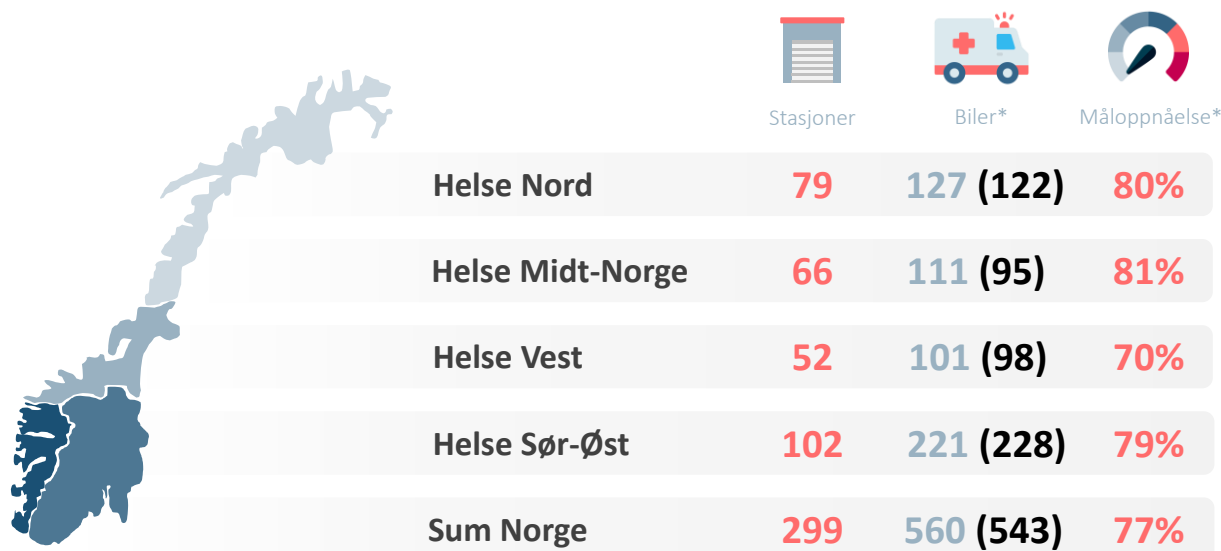 Stasjoner Biler* Måloppnåelse*
Helse Nord 79 127 (122) 80%
Helse Midt-Norge 66 111 (95) 81%
Helse Vest 52 101 (98) 70%
Helse Sør-Øst 102 221 (228) 79%
Sum Norge 299 560 (543) 77%